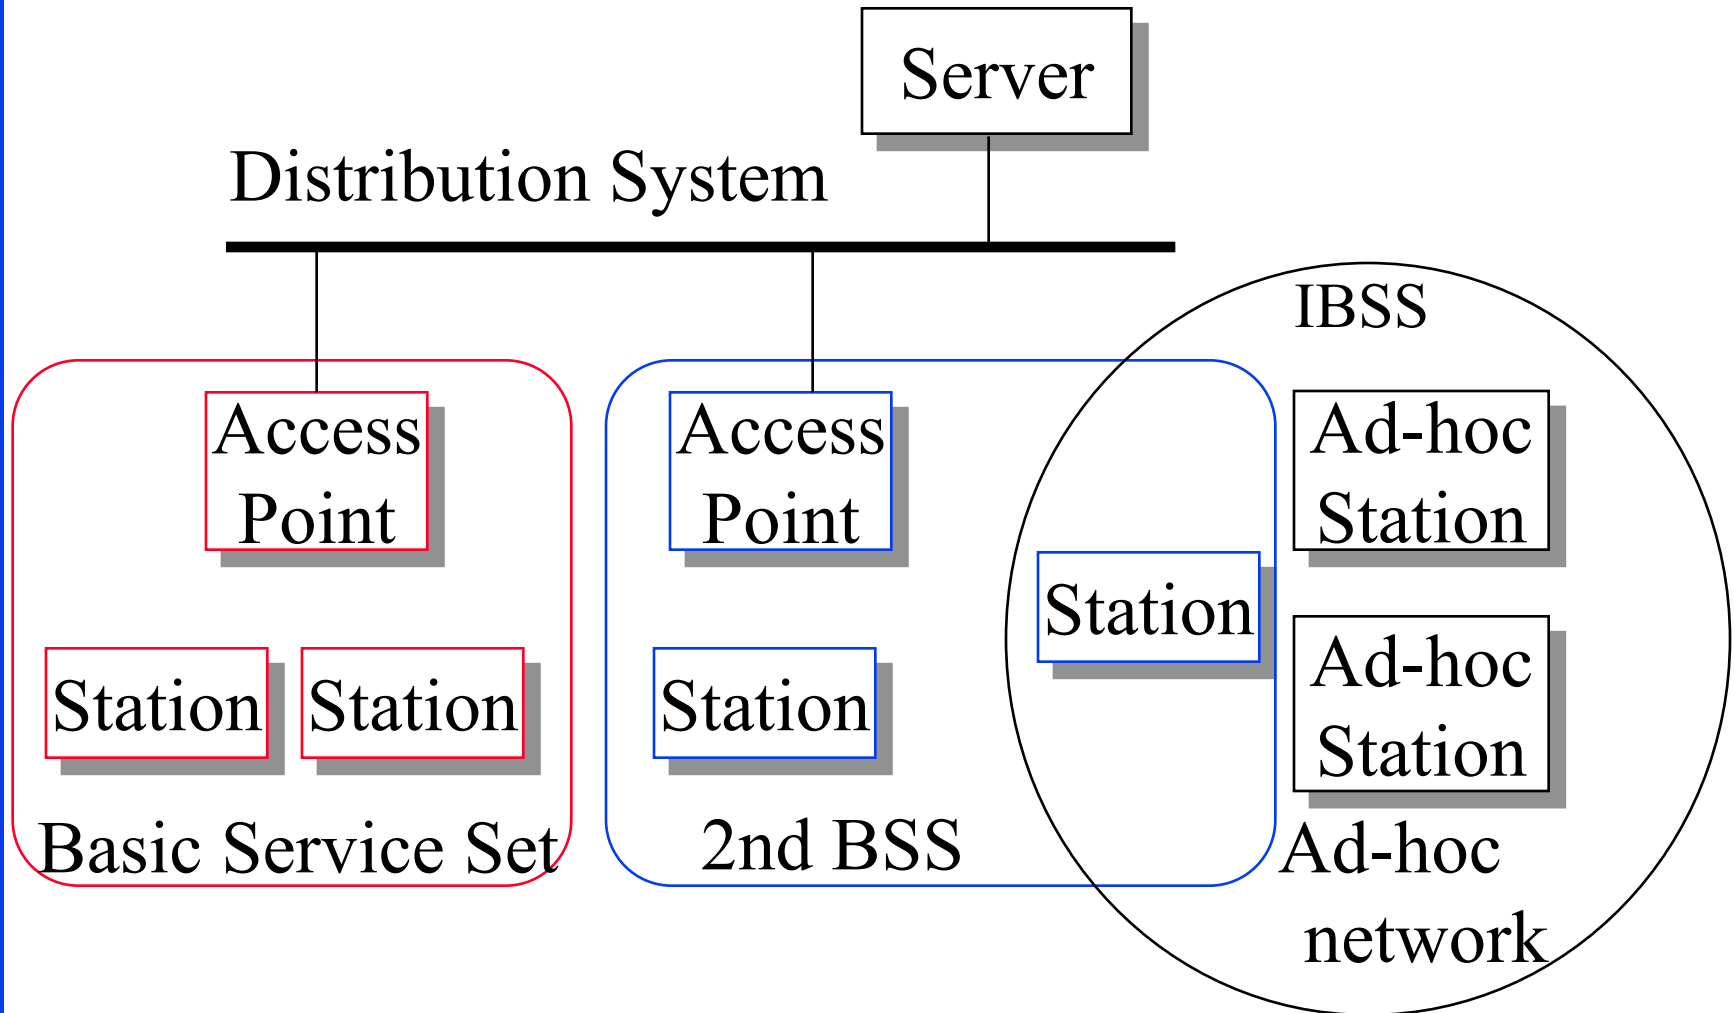 Server
Distribution System
IBSS
Access
Point
Access
Point
Ad-hoc
Station
Station
Ad-hoc
Station
Station
Station
Station
Basic Service Set
2nd BSS
Ad-hoc
network